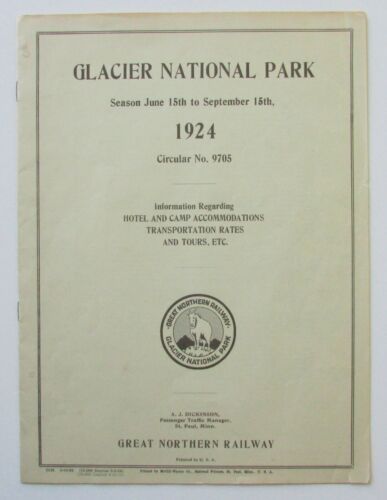 GLACIER NATIONAL PARK
Season June 15th to September 15th,
1924
Circular No. 9705
Information Regarding
HOTEL AND CAMP ACCOMMODATIONS
TRANSPORTATION RATES
AND TOURS, ETC.
GREAT NORTHERN RAILWAY
GLACIER NATIONAL PARK
A. J. DICKINSON,
Passenger Traffic Manager,
St. Paul, Minn.
GREAT NORTHERN RAILWAY
Printed in U. S. A.